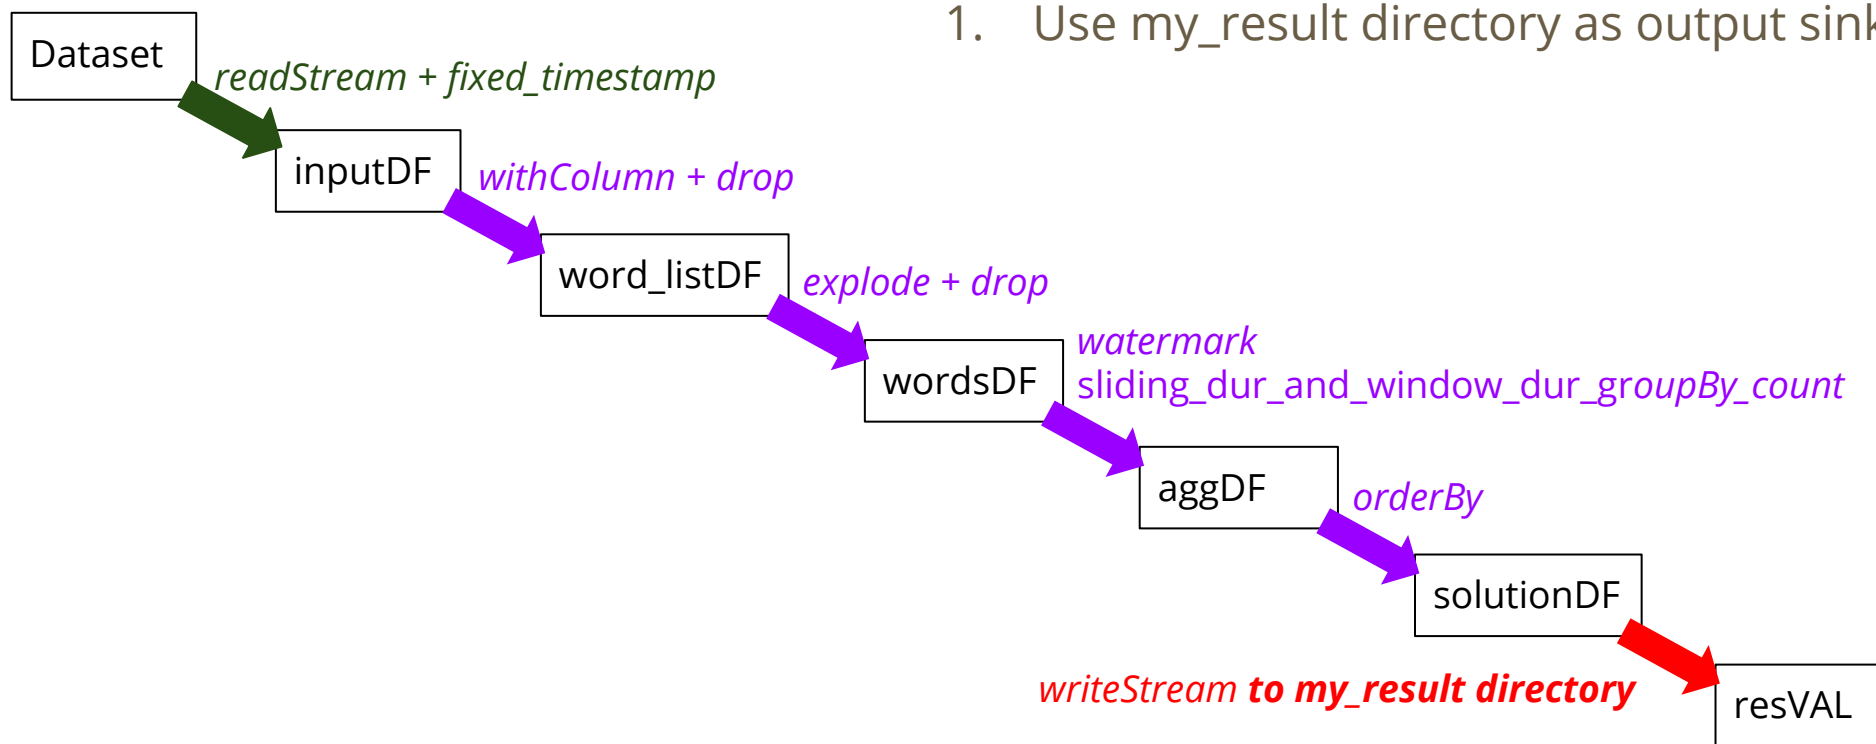 1. Use my_result directory as output sink
Dataset
readStream + fixed_timestamp
inputDF
withColumn + drop
word_listDF
explode + drop
wordsDF
watermark
sliding_dur_and_window_dur_groupBy_count
aggDF
orderBy
solutionDF
writeStream to my_result directory
resVAL